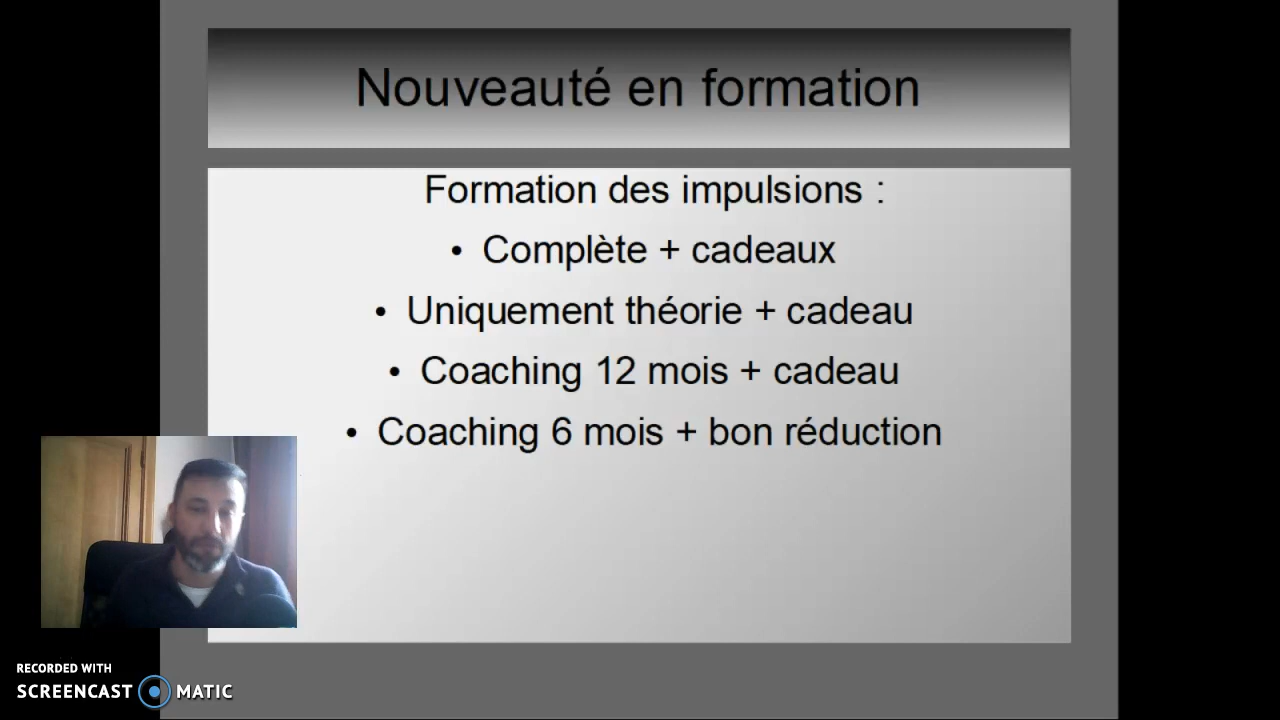 Nouveauté en formation
Formation des impulsions :
• Complète + cadeaux
• Uniquement théorie + cadeau
• Coaching 12 mois + cadeau
• Coaching 6 mois + bon réduction
RECORDED WITH
SCREENCAST MATIC